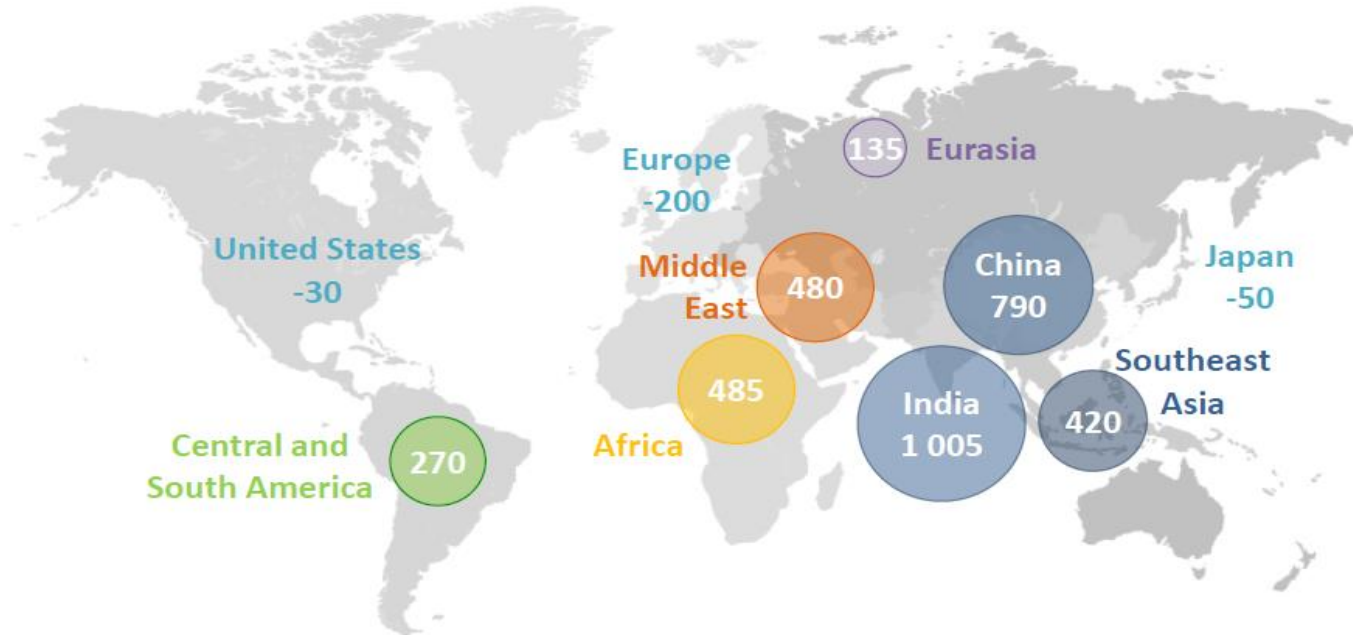 135 Eurasia
Europe
-200
United States
-30
Middle
East
480
China
790
Japan
-50
Southeast
Asia
420
485
Africa
India
1 005
Central and
South America
270